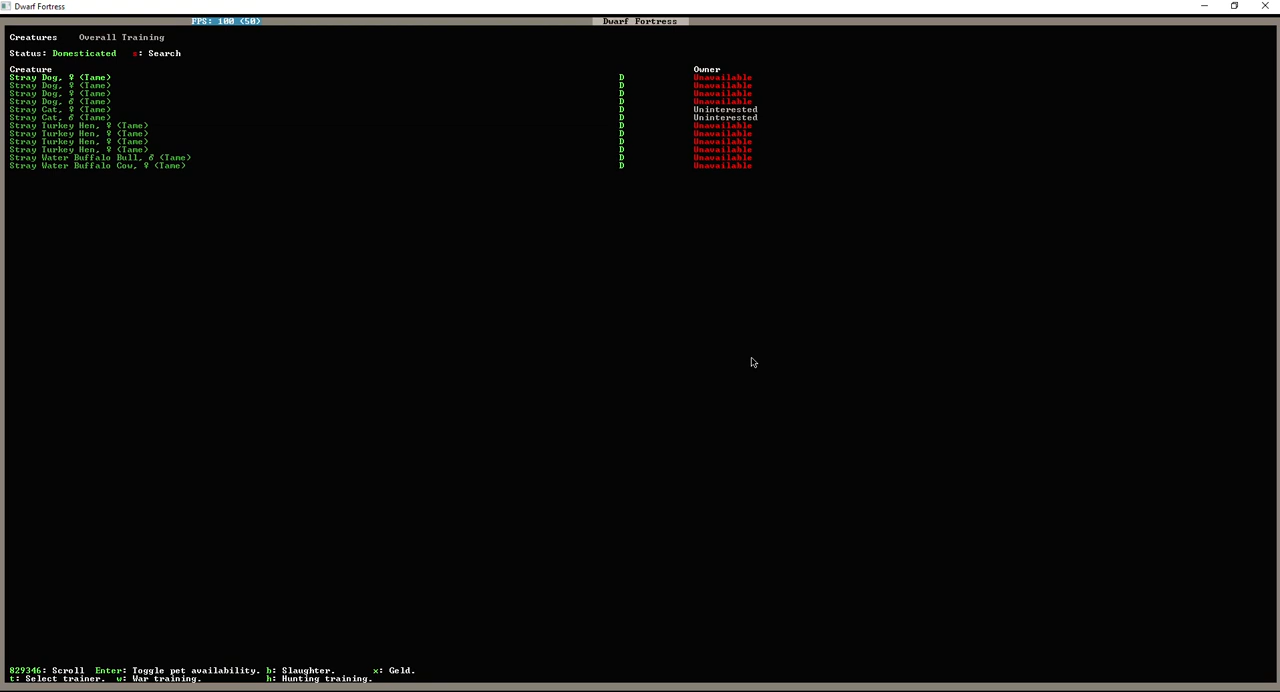 Dwarf Fortress
FPS: 100 (50) Dwarf Fortress
Creatures Overall Training
Status: Domesticated s: Search
Creature Owner
Stray Dog, ♀ (Tame) D Unavailable
Stray Dog, ♀ (Tame) D Unavailable
Stray Dog, ♀ (Tame) D Unavailable
Stray Dog, ♂ (Tame) D Unavailable
Stray Cat, ♀ (Tame) D Uninterested
Stray Cat, ♂ (Tame) D Uninterested
Stray Turkey Hen, ♀ (Tame) D Unavailable
Stray Turkey Hen, ♀ (Tame) D Unavailable
Stray Turkey Hen, ♀ (Tame) D Unavailable
Stray Turkey Hen, ♀ (Tame) D Unavailable
Stray Water Buffalo Bull, ♂ (Tame) D Unavailable
Stray Water Buffalo Cow, ♀ (Tame) D Unavailable
829346: Scroll Enter: Toggle pet availability. b: Slaughter. x: Geld.
t: Select trainer. w: War training. h: Hunting training.